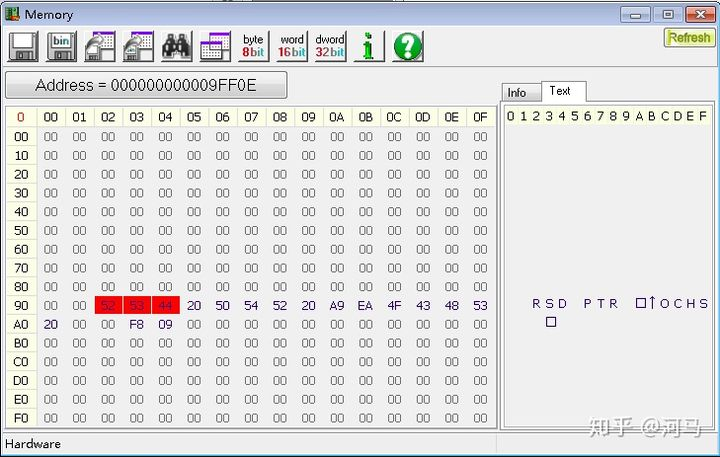 Memory
bin byte 8bit word 16bit dword 32bit i ?
Refresh
Address = 000000000009FF0E
Info Text
0 00 01 02 03 04 05 06 07 08 09 0A 0B 0C 0D 0E 0F
0 1 2 3 4 5 6 7 8 9 A B C D E F
00 00 00 00 00 00 00 00 00 00 00 00 00 00 00 00 00
10 00 00 00 00 00 00 00 00 00 00 00 00 00 00 00 00
20 00 00 00 00 00 00 00 00 00 00 00 00 00 00 00 00
30 00 00 00 00 00 00 00 00 00 00 00 00 00 00 00 00
40 00 00 00 00 00 00 00 00 00 00 00 00 00 00 00 00
50 00 00 00 00 00 00 00 00 00 00 00 00 00 00 00 00
60 00 00 00 00 00 00 00 00 00 00 00 00 00 00 00 00
70 00 00 00 00 00 00 00 00 00 00 00 00 00 00 00 00
80 00 00 00 00 00 00 00 00 00 00 00 00 00 00 00 00
90 00 00 52 53 44 20 50 54 52 20 A9 EA 4F 43 48 53
R S D P T R □ ↑ O C H S
A0 20 00 00 F8 09 00 00 00 00 00 00 00 00 00 00 00
□
B0 00 00 00 00 00 00 00 00 00 00 00 00 00 00 00 00
C0 00 00 00 00 00 00 00 00 00 00 00 00 00 00 00 00
D0 00 00 00 00 00 00 00 00 00 00 00 00 00 00 00 00
E0 00 00 00 00 00 00 00 00 00 00 00 00 00 00 00 00
F0 00 00 00 00 00 00 00 00 00 00 00 00 00 00 00 00
知乎 @河马
Hardware